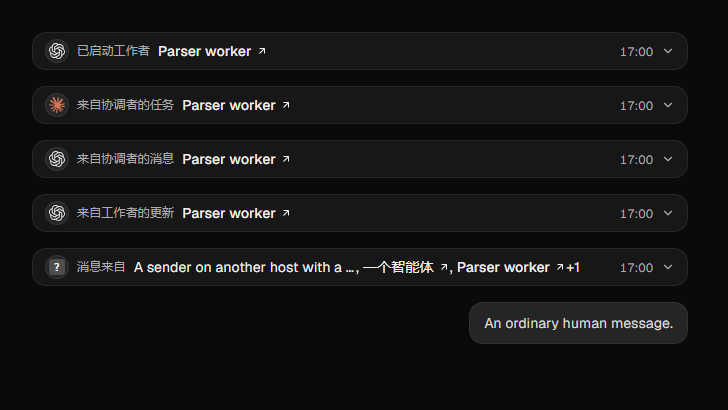 已启动工作者 Parser worker 17:00
来自协调者的任务 Parser worker 17:00
来自协调者的消息 Parser worker 17:00
来自工作者的更新 Parser worker 17:00
? 消息来自 A sender on another host with a …, 一个智能体, Parser worker +1 17:00
An ordinary human message.